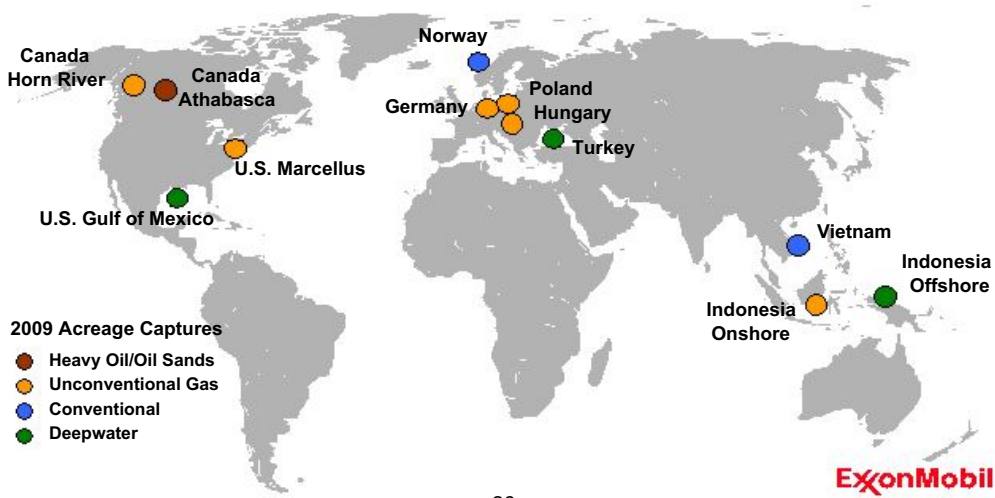 Canada
Horn River
Canada
Athabasca
U.S. Marcellus
U.S. Gulf of Mexico
Norway
Germany
Poland
Hungary
Turkey
Vietnam
Indonesia
Offshore
Indonesia
Onshore
2009 Acreage Captures
Heavy Oil/Oil Sands
Unconventional Gas
Conventional
Deepwater
ExxonMobil